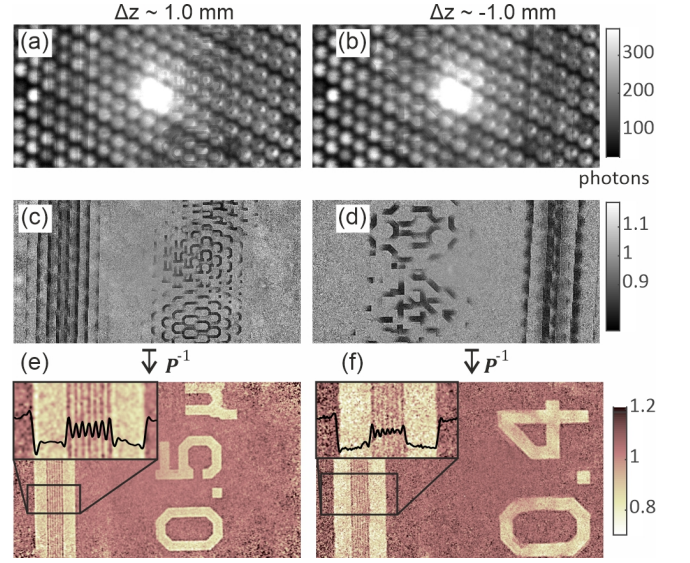 Δz ~ 1.0 mm
Δz ~ -1.0 mm
(a)
(b)
300
200
100
photons
(c)
(d)
1.1
1
0.9
(e)
P⁻¹
(f)
P⁻¹
0.5 µ
0.4
1.2
1
0.8